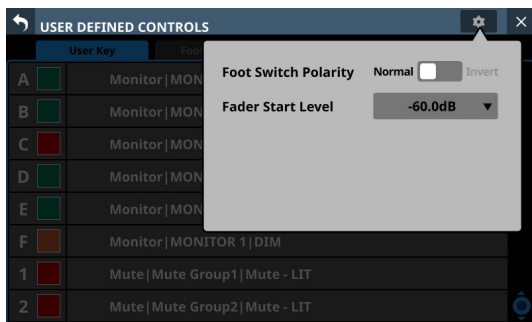 USER DEFINED CONTROLS
User Key Foo
Foot Switch Polarity Normal Invert
Fader Start Level -60.0dB
A Monitor|MON
B Monitor|MON
C Monitor|MON
D Monitor|MON
E Monitor|MON
F Monitor|MONITOR 1|DIM
1 Mute|Mute Group1|Mute - LIT
2 Mute|Mute Group2|Mute - LIT